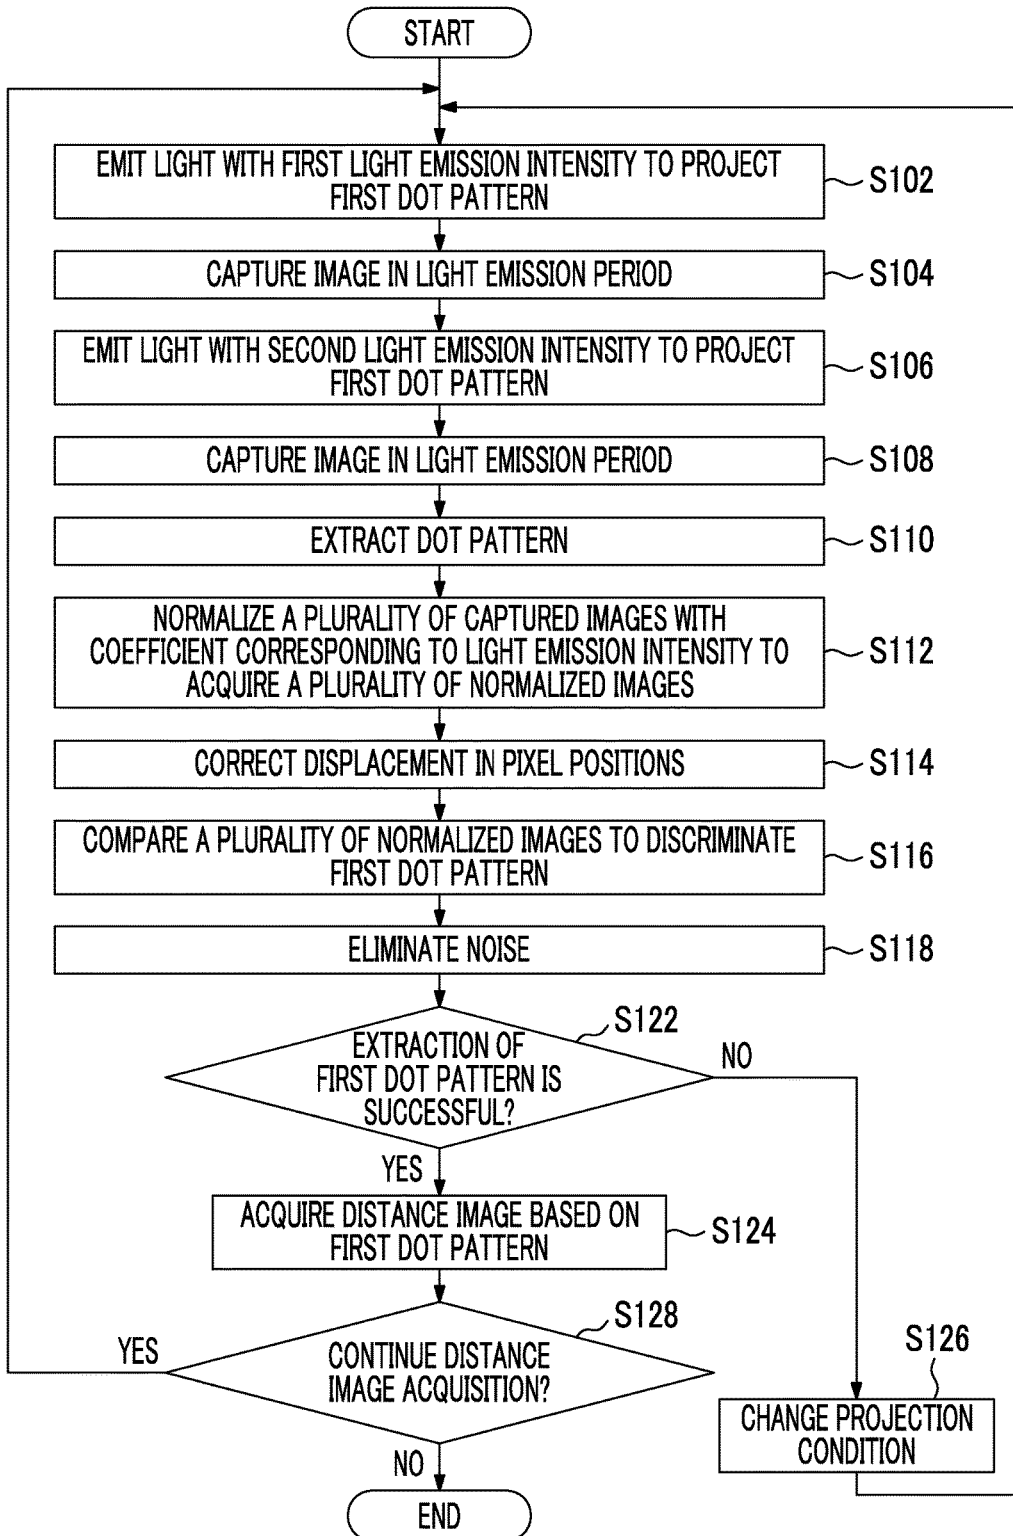 START
EMIT LIGHT WITH FIRST LIGHT EMISSION INTENSITY TO PROJECT
FIRST DOT PATTERN
S102
CAPTURE IMAGE IN LIGHT EMISSION PERIOD
S104
EMIT LIGHT WITH SECOND LIGHT EMISSION INTENSITY TO PROJECT
FIRST DOT PATTERN
S106
CAPTURE IMAGE IN LIGHT EMISSION PERIOD
S108
EXTRACT DOT PATTERN
S110
NORMALIZE A PLURALITY OF CAPTURED IMAGES WITH
COEFFICIENT CORRESPONDING TO LIGHT EMISSION INTENSITY TO
ACQUIRE A PLURALITY OF NORMALIZED IMAGES
S112
CORRECT DISPLACEMENT IN PIXEL POSITIONS
S114
COMPARE A PLURALITY OF NORMALIZED IMAGES TO DISCRIMINATE
FIRST DOT PATTERN
S116
ELIMINATE NOISE
S118
S122
EXTRACTION OF
FIRST DOT PATTERN IS
SUCCESSFUL?
NO
YES
ACQUIRE DISTANCE IMAGE BASED ON
FIRST DOT PATTERN
S124
S128
CONTINUE DISTANCE
IMAGE ACQUISITION?
YES
S126
CHANGE PROJECTION
CONDITION
NO
END